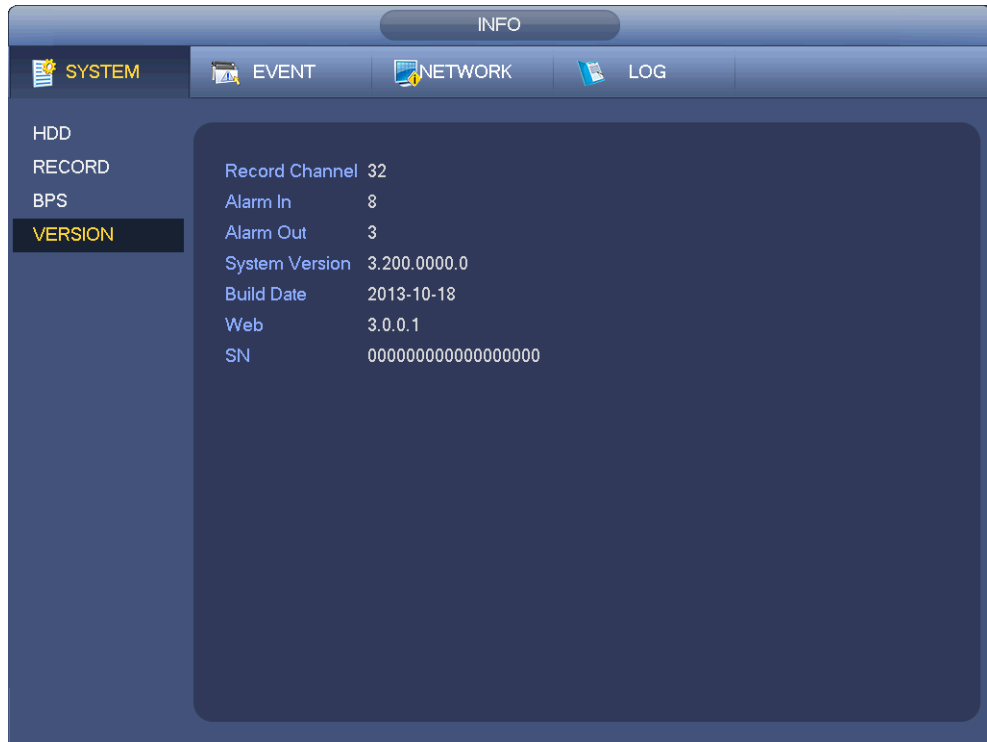 INFO
SYSTEM EVENT NETWORK LOG
HDD
RECORD
BPS
VERSION
Record Channel 32
Alarm In 8
Alarm Out 3
System Version 3.200.0000.0
Build Date 2013-10-18
Web 3.0.0.1
SN 000000000000000000